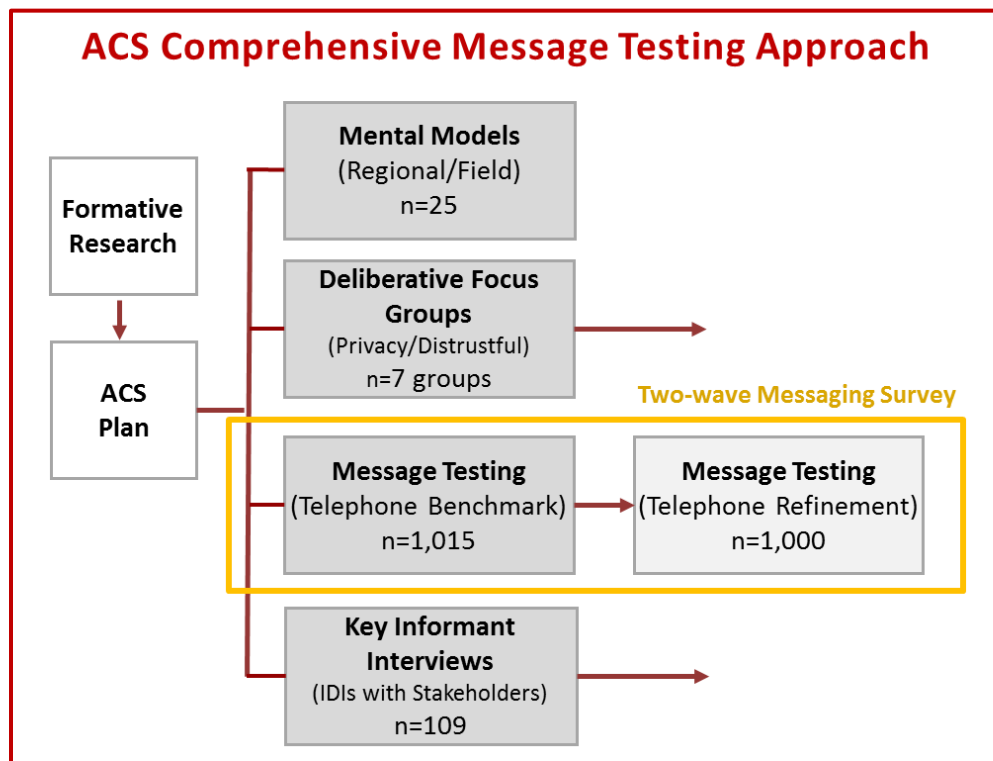 ACS Comprehensive Message Testing Approach
Formative
Research
ACS
Plan
Mental Models
(Regional/Field)
n=25
Deliberative Focus
Groups
(Privacy/Distrustful)
n=7 groups
Two-wave Messaging Survey
Message Testing
(Telephone Benchmark)
n=1,015
Message Testing
(Telephone Refinement)
n=1,000
Key Informant
Interviews
(IDIs with Stakeholders)
n=109